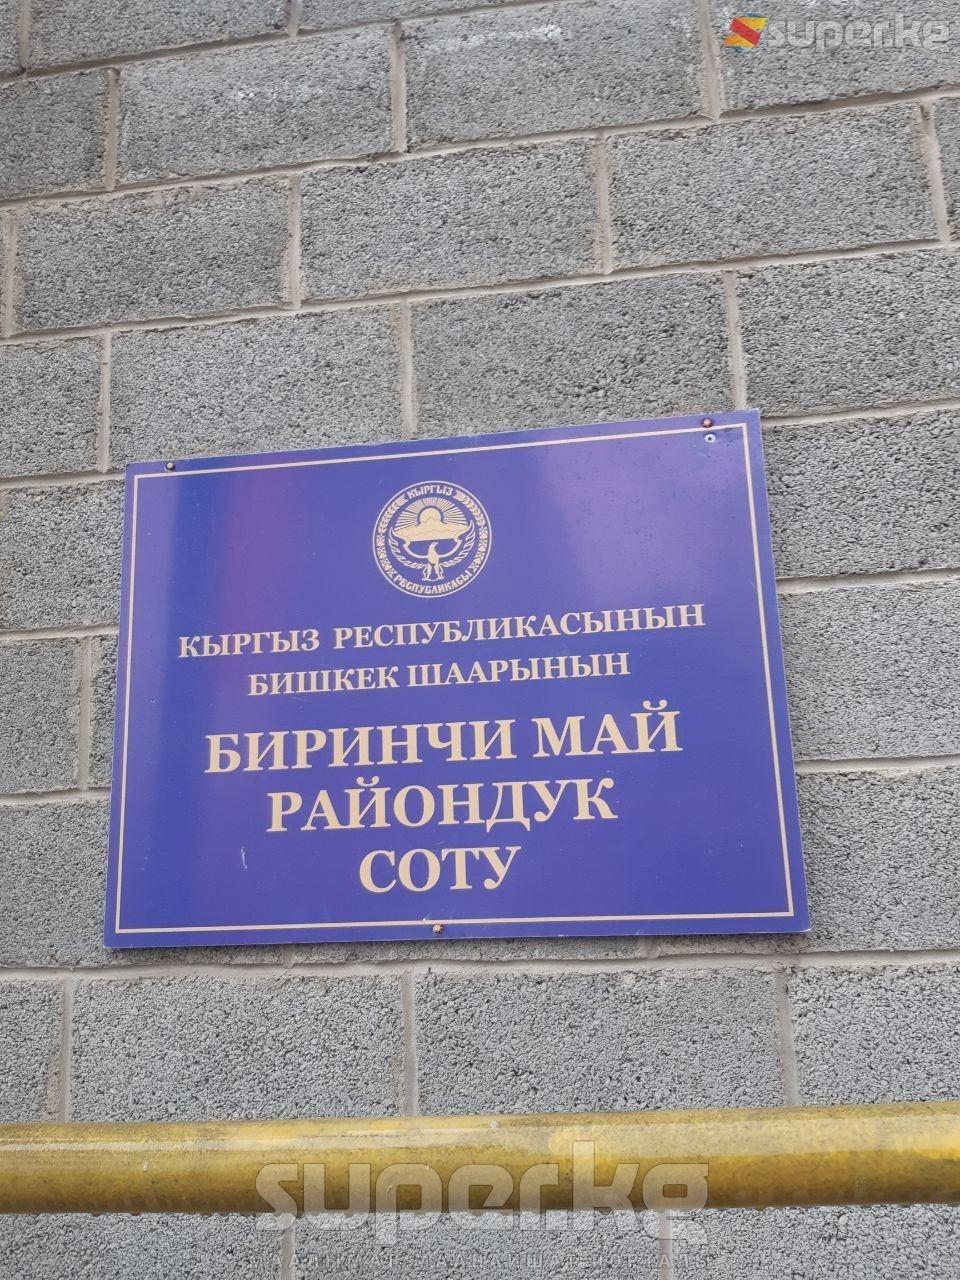 super.kg
КЫРГЫЗ
РЕСПУБЛИКАСЫ
КЫРГЫЗ РЕСПУБЛИКАСЫНЫН
БИШКЕК ШААРЫНЫН
БИРИНЧИ МАЙ
РАЙОНДУК
СОТУ
super.kg